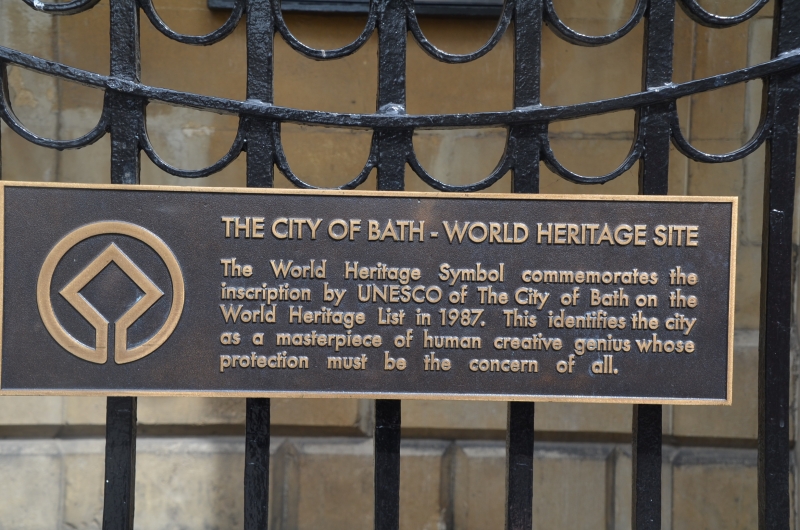 THE CITY OF BATH - WORLD HERITAGE SITE
The World Heritage Symbol commemorates the
inscription by UNESCO of The City of Bath on the
World Heritage List in 1987. This identifies the city
as a masterpiece of human creative genius whose
protection must be the concern of all.